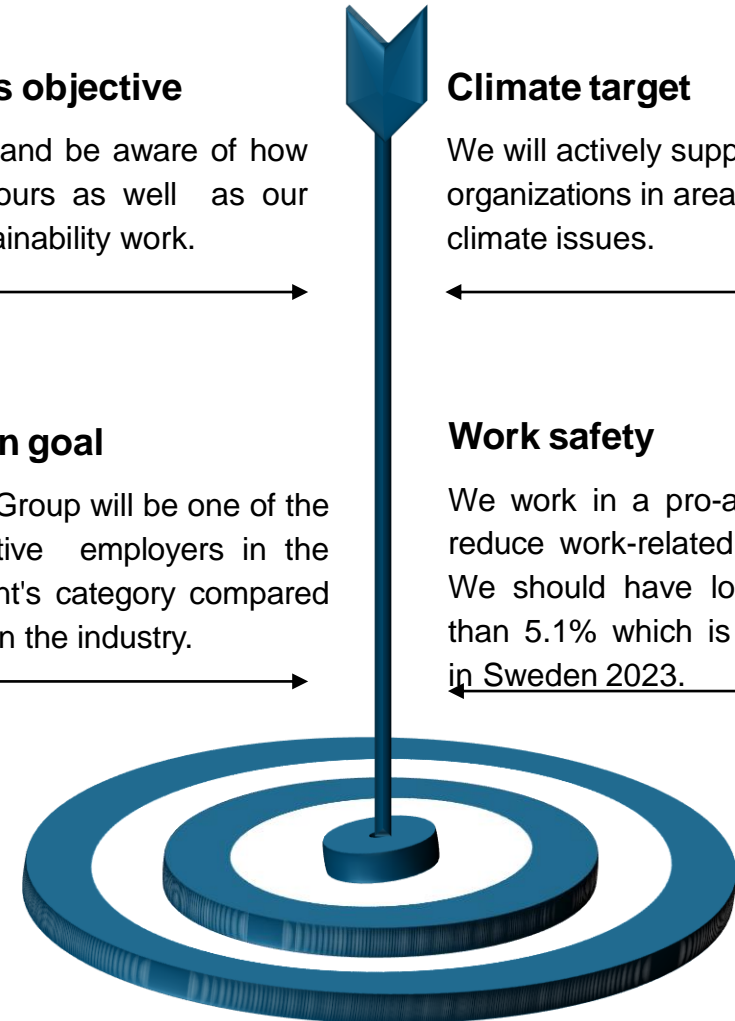 s objective
and be aware of how
ours as well as our
ainability work.
Climate target
We will actively supp
organizations in area
climate issues.
n goal
Group will be one of the
tive employers in the
nt's category compared
n the industry.
Work safety
We work in a pro-a
reduce work-related
We should have lo
than 5.1% which is
in Sweden 2023.